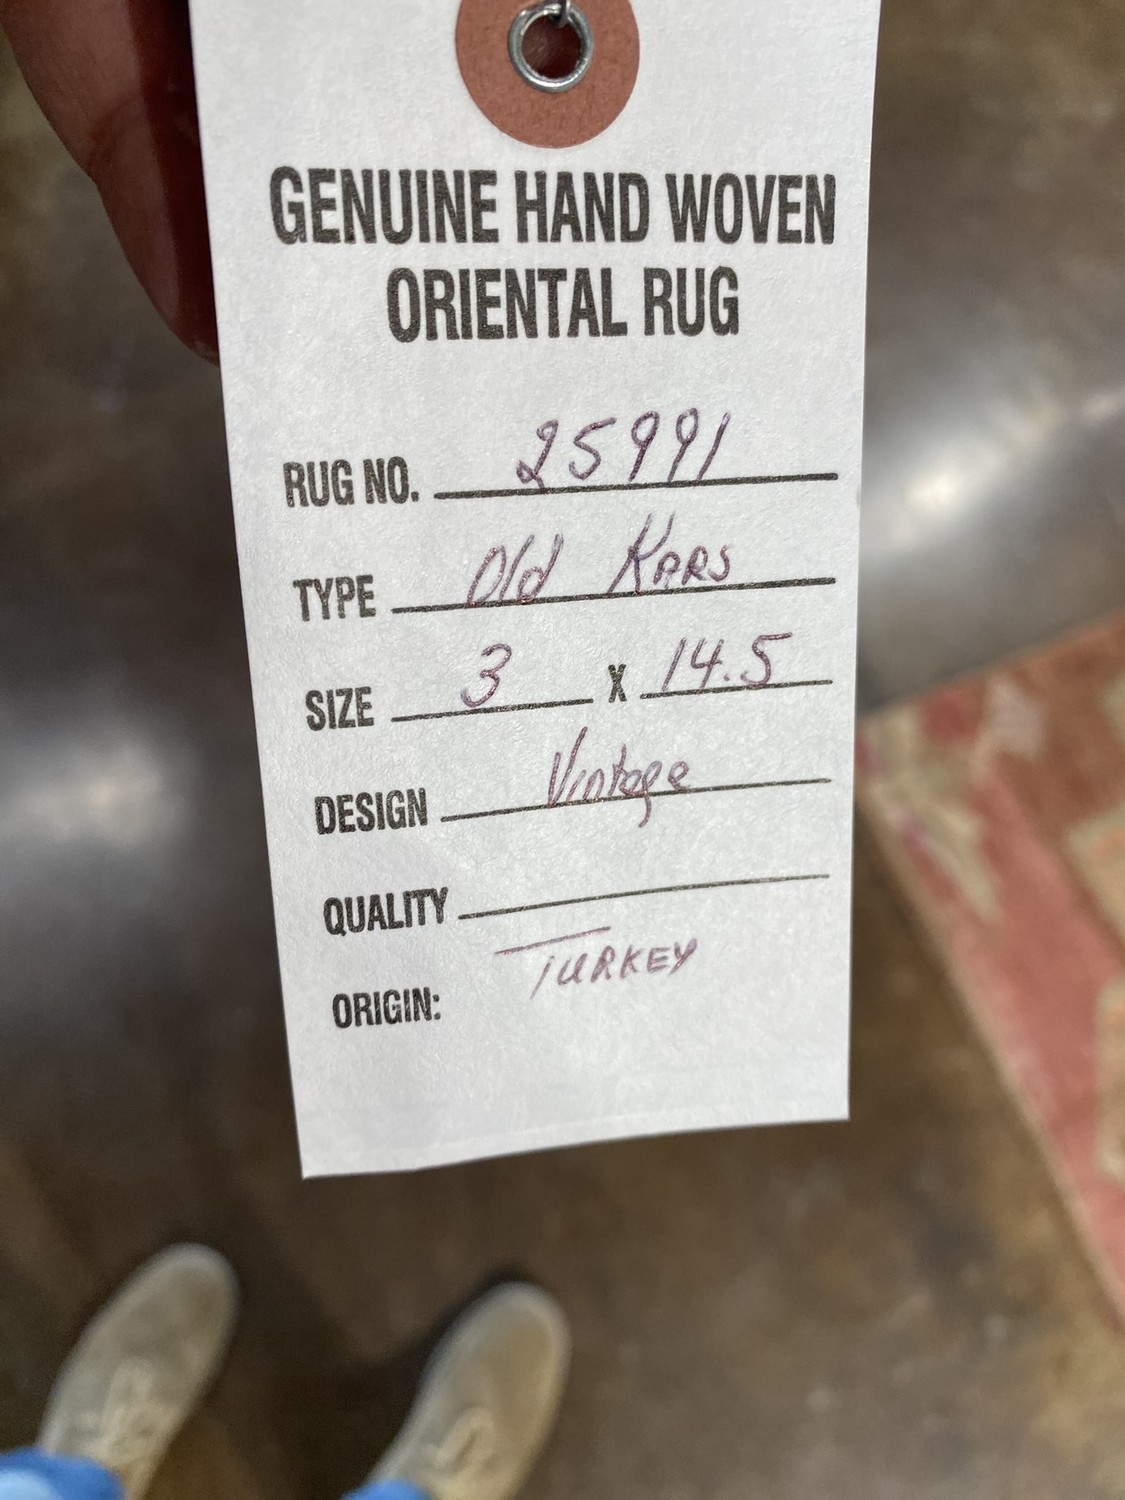 GENUINE HAND WOVEN
ORIENTAL RUG
RUG NO. 25991
TYPE Old KARS
SIZE 3 X 14.5
DESIGN Vintage
QUALITY
ORIGIN: TURKEY